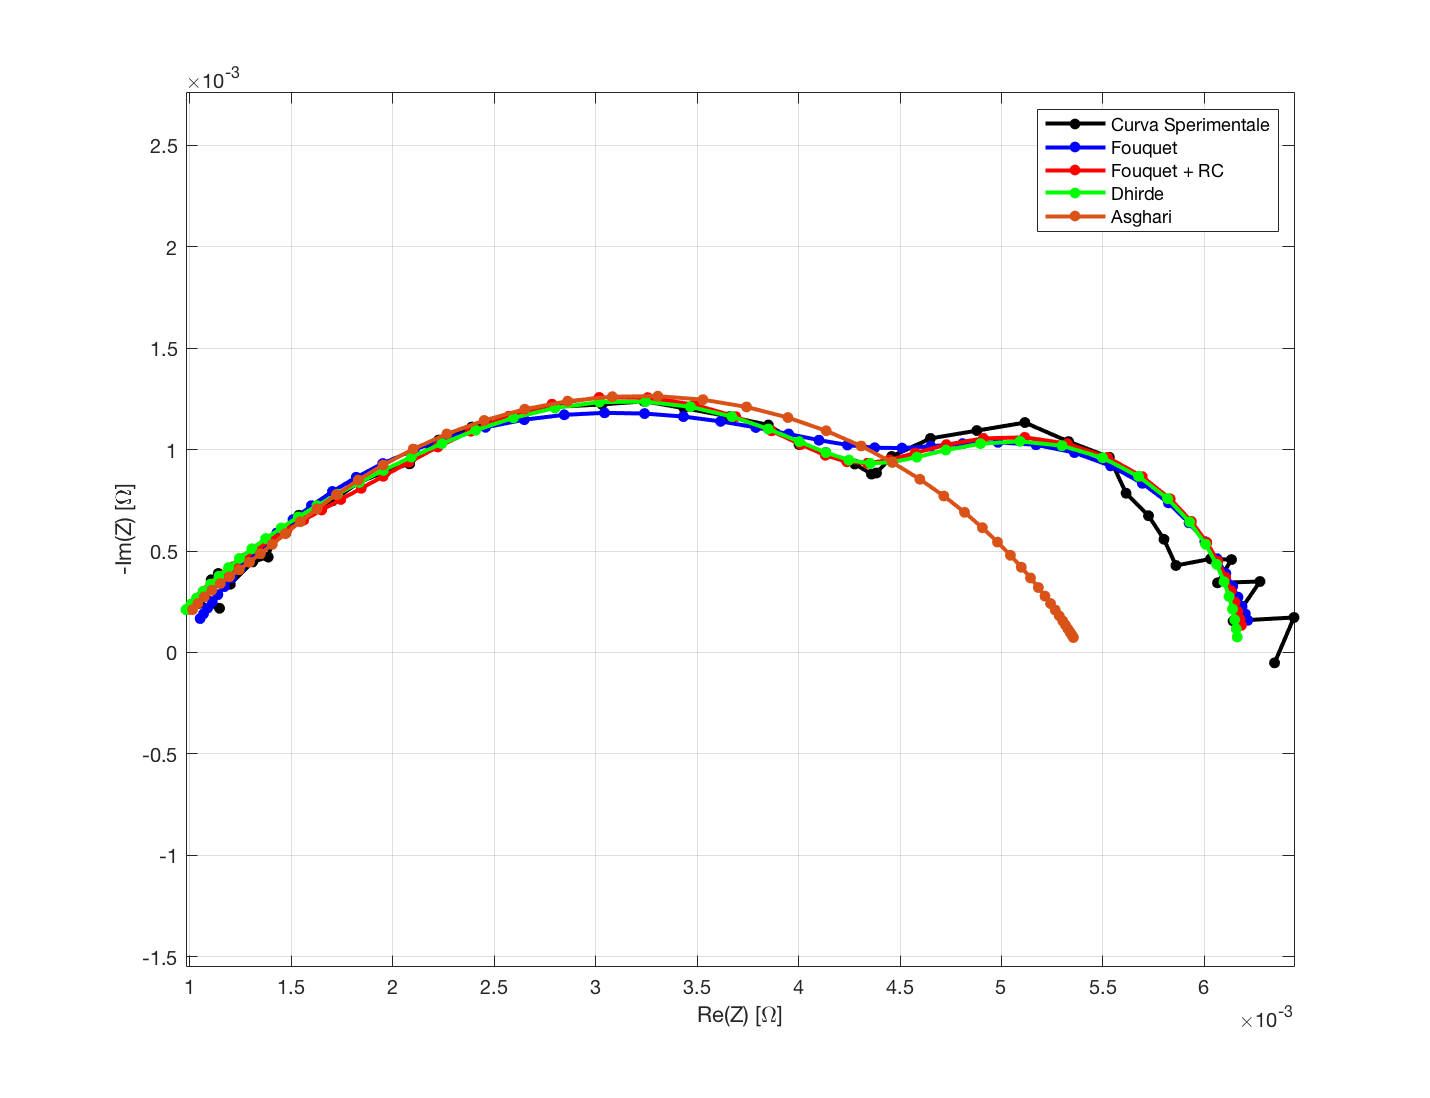 ×10-3
2.5
2
1.5
1
0.5
0
-0.5
-1
-1.5
-Im(Z) [Ω]
Curva Sperimentale
Fouquet
Fouquet + RC
Dhirde
Asghari
1 1.5 2 2.5 3 3.5 4 4.5 5 5.5 6
Re(Z) [Ω]
×10-3